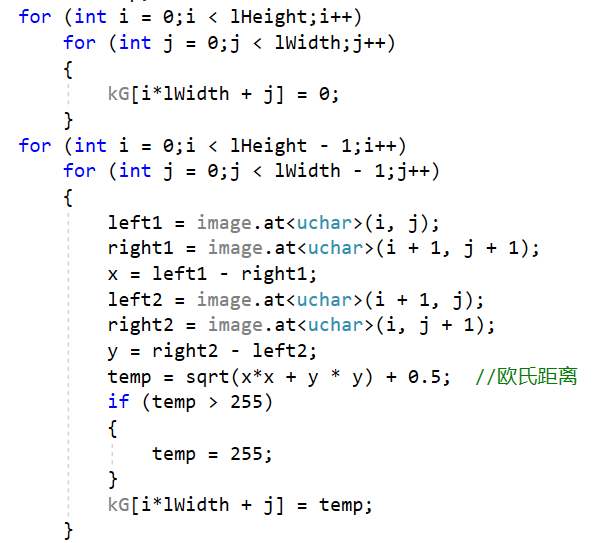 for (int i = 0;i < lHeight;i++)
for (int j = 0;j < lWidth;j++)
{
kG[i*lWidth + j] = 0;
}
for (int i = 0;i < lHeight - 1;i++)
for (int j = 0;j < lWidth - 1;j++)
{
left1 = image.at<uchar>(i, j);
right1 = image.at<uchar>(i + 1, j + 1);
x = left1 - right1;
left2 = image.at<uchar>(i + 1, j);
right2 = image.at<uchar>(i, j + 1);
y = right2 - left2;
temp = sqrt(x*x + y * y) + 0.5;  //欧氏距离
if (temp > 255)
{
temp = 255;
}
kG[i*lWidth + j] = temp;
}